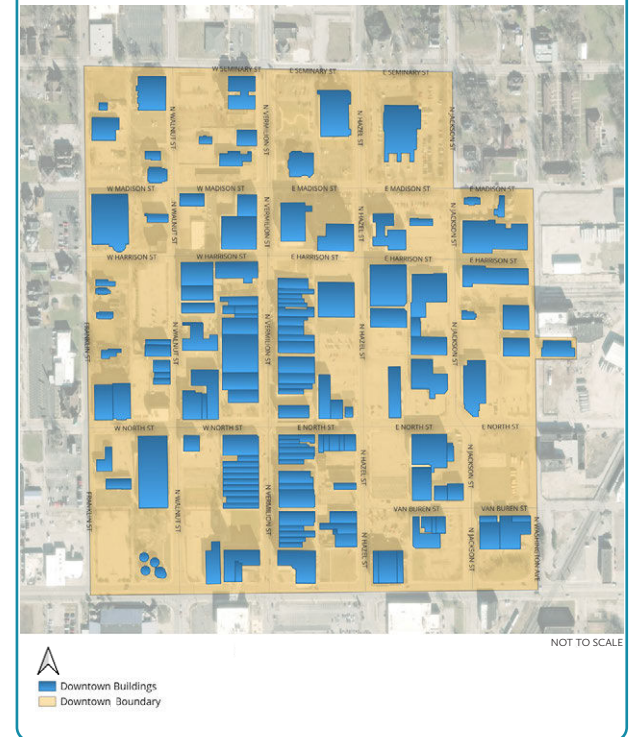 W SEMINARY ST
E SEMINARY ST
E SEMINARY ST
N WALNUT ST
N VERMILION ST
N HAZEL ST
N JACKSON ST
W MADISON ST
W MADISON ST
E MADISON ST
E MADISON ST
E MADISON ST
N WALNUT ST
N VERMILION ST
N HAZEL ST
N JACKSON ST
W HARRISON ST
W HARRISON ST
E HARRISON ST
E HARRISON ST
E HARRISON ST
FRANKLIN ST
N WALNUT ST
N VERMILION ST
N HAZEL ST
N JACKSON ST
W NORTH ST
W NORTH ST
E NORTH ST
E NORTH ST
E NORTH ST
FRANKLIN ST
N WALNUT ST
N VERMILION ST
N HAZEL ST
N JACKSON ST
VAN BUREN ST
VAN BUREN ST
N HAZEL ST
N JACKSON ST
N WASHINGTON AVE
NOT TO SCALE
Downtown Buildings
Downtown Boundary